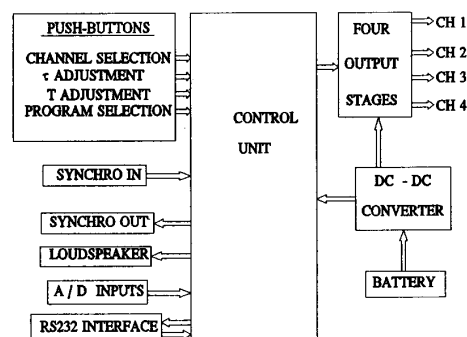 PUSH-BUTTONS
CHANNEL SELECTION
τ ADJUSTMENT
T ADJUSTMENT
PROGRAM SELECTION
SYNCHRO IN
SYNCHRO OUT
LOUDSPEAKER
A / D INPUTS
RS232 INTERFACE
CONTROL
UNIT
FOUR
OUTPUT
STAGES
CH 1
CH 2
CH 3
CH 4
DC - DC
CONVERTER
BATTERY